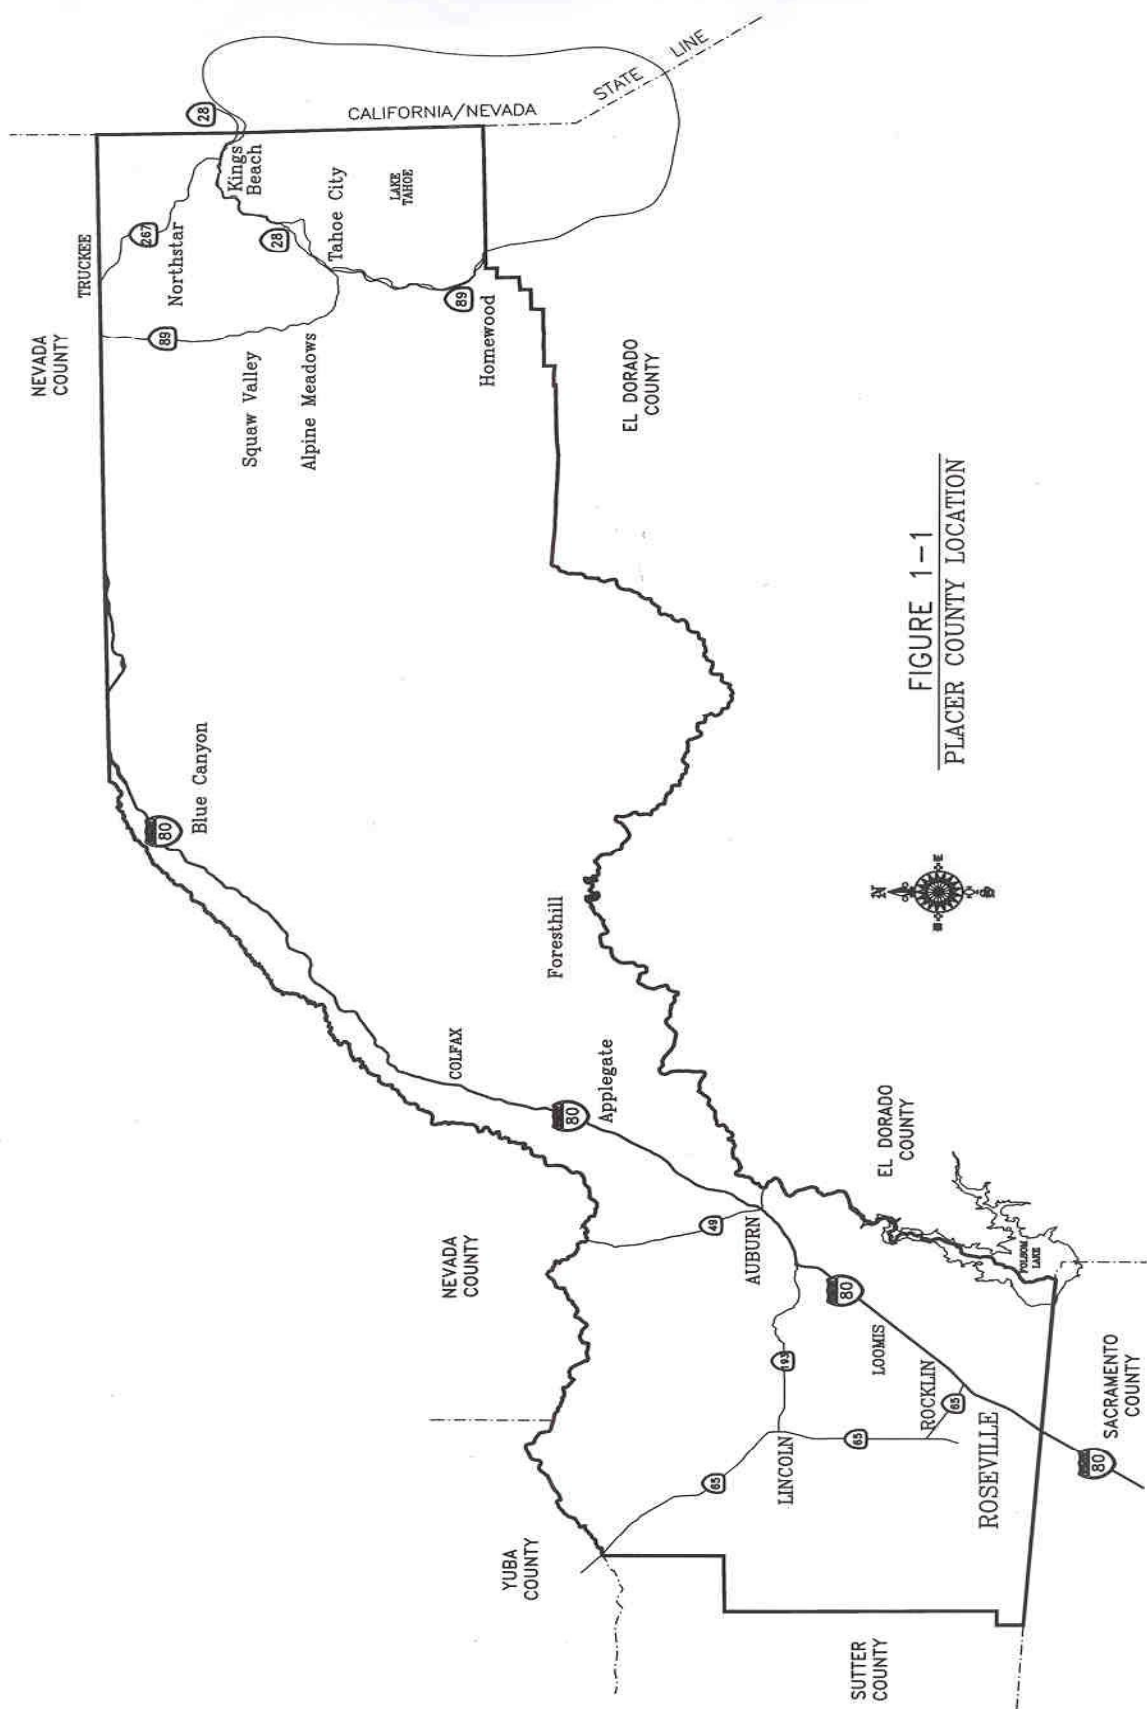 28
CALIFORNIA/NEVADA
STATE LINE
TRUCKEE
267
Northstar
Kings
Beach
28
Tahoe City
LAKE
TAHOE
89
89
Homewood
Squaw Valley
Alpine Meadows
NEVADA
COUNTY
EL DORADO
COUNTY
80
Blue Canyon
Foresthill
COLFAX
80
Applegate
NEVADA
COUNTY
49
AUBURN
EL DORADO
COUNTY
FOLSOM
LAKE
80
193
LOOMIS
ROCKLIN
65
65
LINCOLN
65
ROSEVILLE
80
SACRAMENTO
COUNTY
YUBA
COUNTY
SUTTER
COUNTY
N
E
S
W
FIGURE 1-1
PLACER COUNTY LOCATION